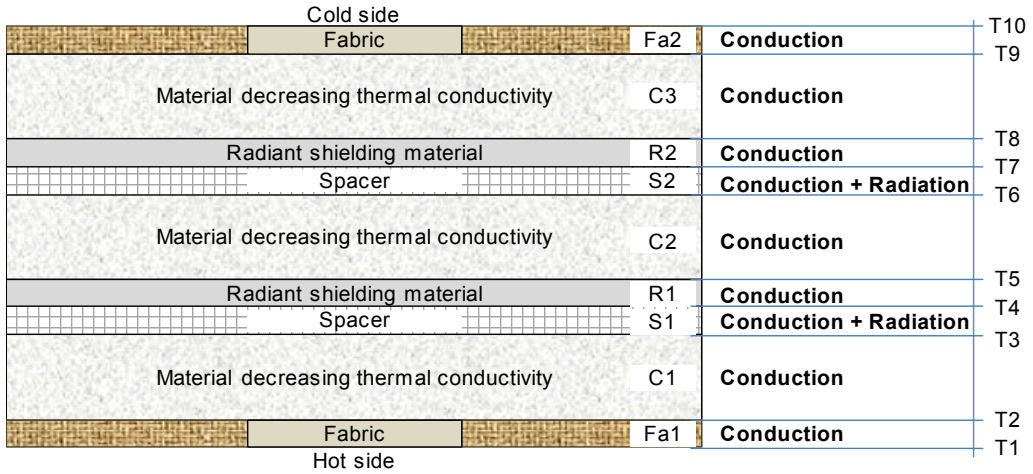 Cold side
Fabric Fa2 Conduction T10
T9
Material decreasing thermal conductivity C3 Conduction
T8
Radiant shielding material R2 Conduction
T7
Spacer S2 Conduction + Radiation
T6
Material decreasing thermal conductivity C2 Conduction
T5
Radiant shielding material R1 Conduction
T4
Spacer S1 Conduction + Radiation
T3
Material decreasing thermal conductivity C1 Conduction
T2
Fabric Fa1 Conduction
T1
Hot side